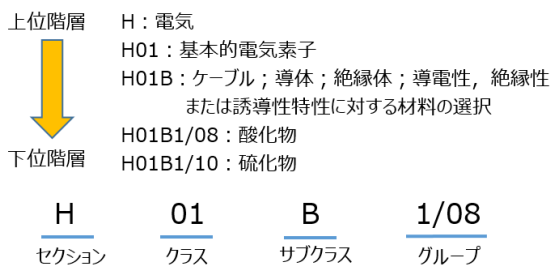 上位階層
H：電気
H01：基本的電気素子
H01B：ケーブル；導体；絶縁体；導電性，絶縁性
または誘導性特性に対する材料の選択
H01B1/08：酸化物
下位階層
H01B1/10：硫化物
H 01 B 1/08
セクション クラス サブクラス グループ